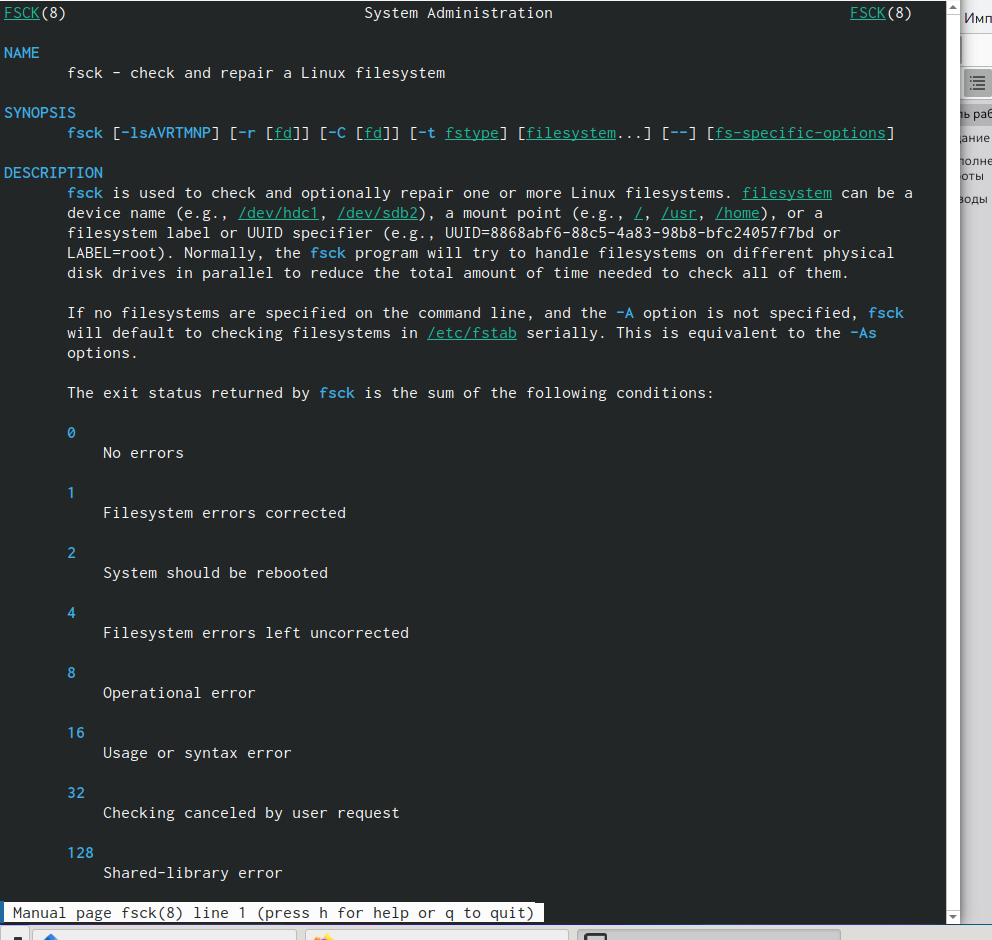 FSCK(8) System Administration FSCK(8)
NAME
fsck - check and repair a Linux filesystem
SYNOPSIS
fsck [-lsAVRTMNP] [-r [fd]] [-C [fd]] [-t fstype] [filesystem...] [--] [fs-specific-options]
DESCRIPTION
fsck is used to check and optionally repair one or more Linux filesystems. filesystem can be a
device name (e.g., /dev/hdc1, /dev/sdb2), a mount point (e.g., /, /usr, /home), or a
filesystem label or UUID specifier (e.g., UUID=8868abf6-88c5-4a83-98b8-bfc24057f7bd or
LABEL=root). Normally, the fsck program will try to handle filesystems on different physical
disk drives in parallel to reduce the total amount of time needed to check all of them.
If no filesystems are specified on the command line, and the -A option is not specified, fsck
will default to checking filesystems in /etc/fstab serially. This is equivalent to the -As
options.
The exit status returned by fsck is the sum of the following conditions:
0
No errors
1
Filesystem errors corrected
2
System should be rebooted
4
Filesystem errors left uncorrected
8
Operational error
16
Usage or syntax error
32
Checking canceled by user request
128
Shared-library error
Manual page fsck(8) line 1 (press h for help or q to quit)
Имп
ль раб
дание
полне
оты
воды